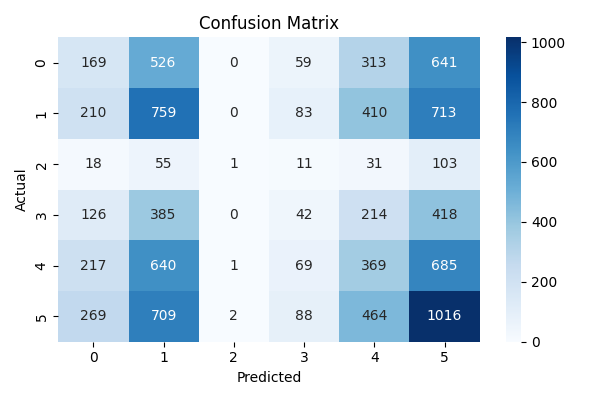 Confusion Matrix
Actual
0 169 526 0 59 313 641
1 210 759 0 83 410 713
2 18 55 1 11 31 103
3 126 385 0 42 214 418
4 217 640 1 69 369 685
5 269 709 2 88 464 1016
0 1 2 3 4 5
Predicted
1000
800
600
400
200
0